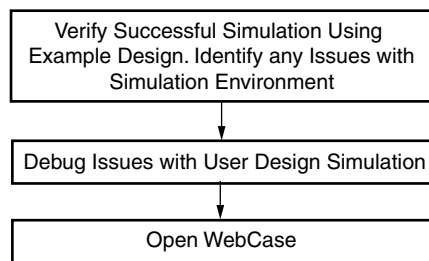 Verify Successful Simulation Using
Example Design. Identify any Issues with
Simulation Environment
Debug Issues with User Design Simulation
Open WebCase